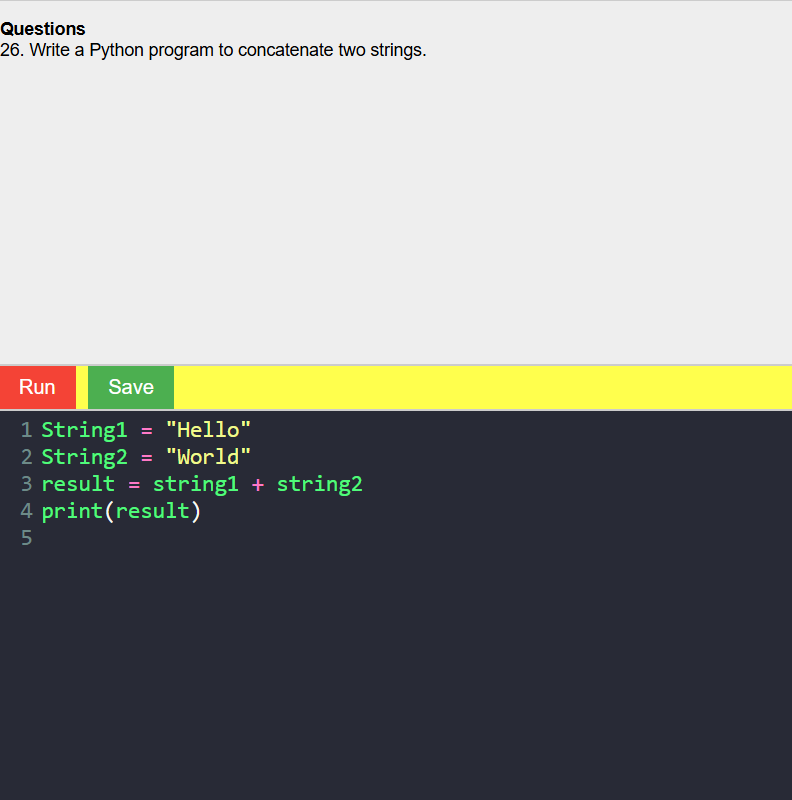 Questions
26. Write a Python program to concatenate two strings.
Run Save
1 String1 = "Hello"
2 String2 = "World"
3 result = string1 + string2
4 print(result)
5